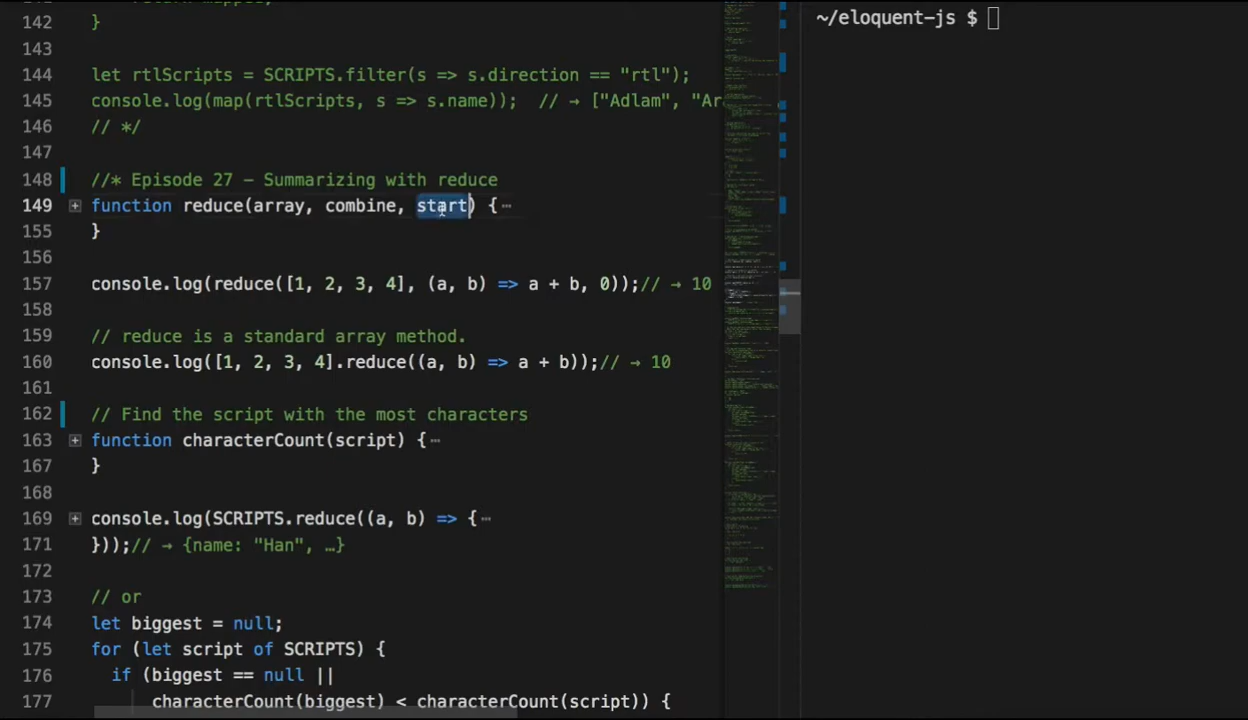 142 }
143
144 let rtlScripts = SCRIPTS.filter(s => s.direction == "rtl");
145 console.log(map(rtlScripts, s => s.name));  // → ["Adlam", "Ar
146 // */
147
148 //* Episode 27 – Summarizing with reduce
149 function reduce(array, combine, start) {
155 }
156
157 console.log(reduce([1, 2, 3, 4], (a, b) => a + b, 0));// → 10
158
159 // reduce is a standard array method.
160 console.log([1, 2, 3, 4].reduce((a, b) => a + b));// → 10
161
162 // Find the script with the most characters
163 function characterCount(script) {
167 }
168
169 console.log(SCRIPTS.reduce((a, b) => {
171 }));// → {name: "Han", …}
172
173 // or
174 let biggest = null;
175 for (let script of SCRIPTS) {
176   if (biggest == null ||
177       characterCount(biggest) < characterCount(script)) {
~/eloquent-js $